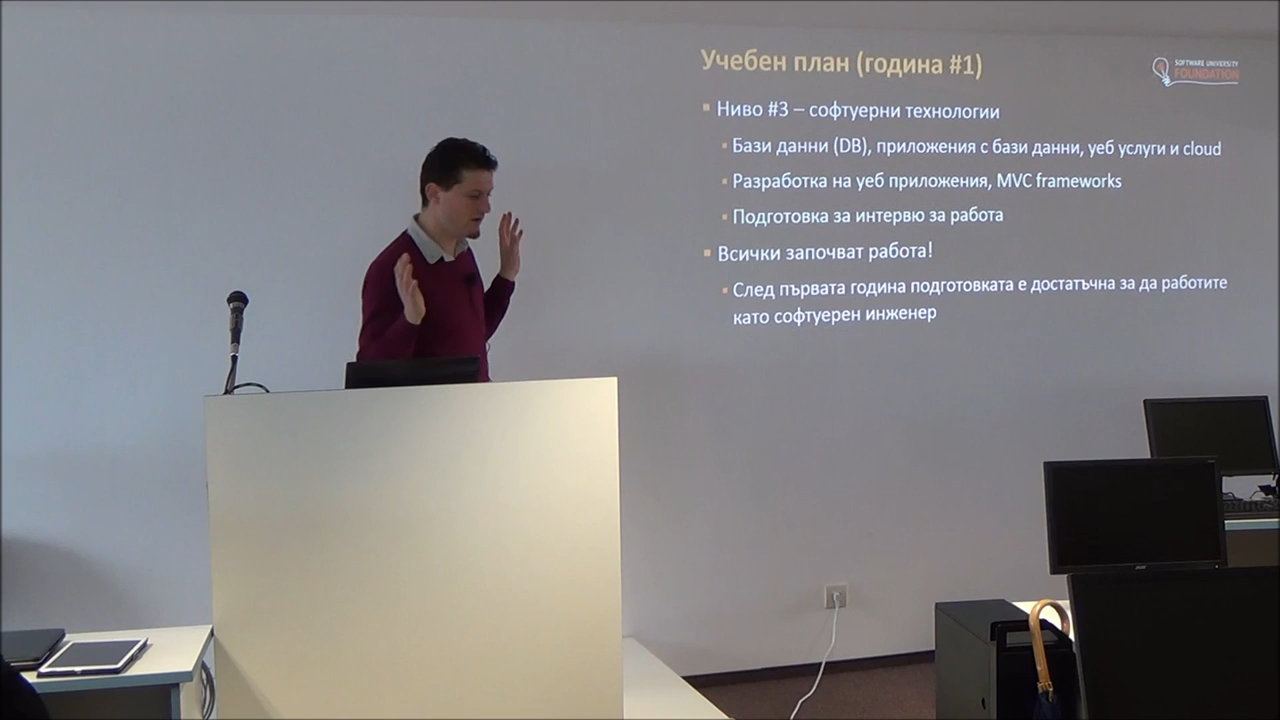 Учебен план (година #1)
SOFTWARE UNIVERSITY
FOUNDATION
Ниво #3 – софтуерни технологии
Бази данни (DB), приложения с бази данни, уеб услуги и cloud
Разработка на уеб приложения, MVC frameworks
Подготовка за интервю за работа
Всички започват работа!
След първата година подготовката е достатъчна за да работите
като софтуерен инженер
acer